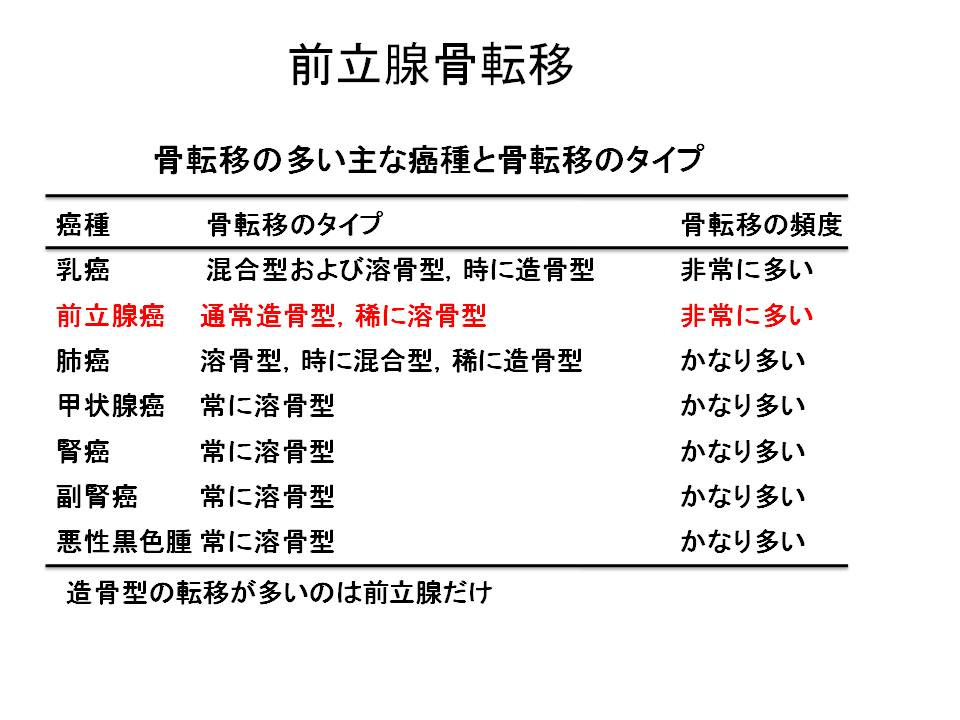 前立腺骨転移
骨転移の多い主な癌種と骨転移のタイプ
癌種 骨転移のタイプ 骨転移の頻度
乳癌 混合型および溶骨型，時に造骨型 非常に多い
前立腺癌 通常造骨型，稀に溶骨型 非常に多い
肺癌 溶骨型，時に混合型，稀に造骨型 かなり多い
甲状腺癌 常に溶骨型 かなり多い
腎癌 常に溶骨型 かなり多い
副腎癌 常に溶骨型 かなり多い
悪性黒色腫 常に溶骨型 かなり多い
造骨型の転移が多いのは前立腺だけ